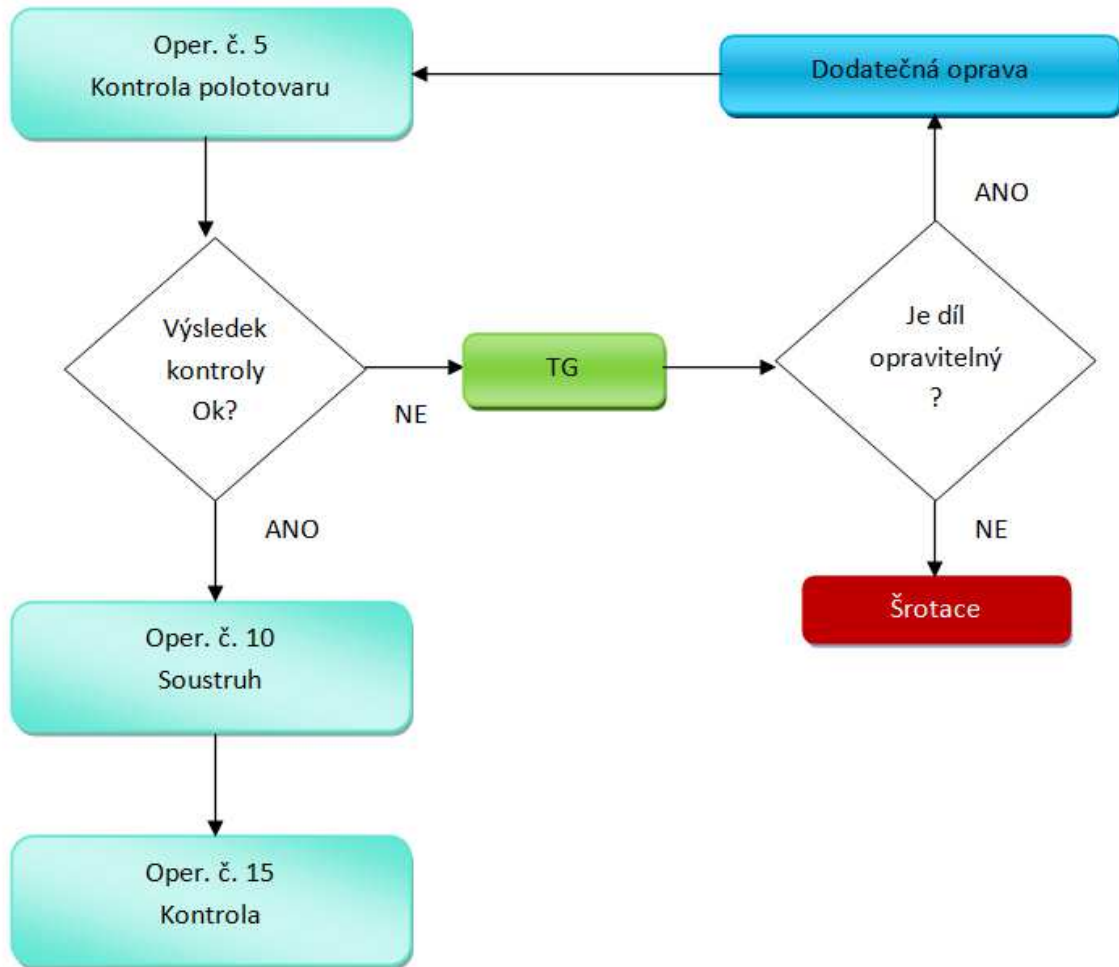 Oper. č. 5
Kontrola polotovaru
Dodatečná oprava
ANO
Výsledek
kontroly
Ok?
NE
TG
Je díl
opravitelný
?
ANO
NE
Šrotace
Oper. č. 10
Soustruh
Oper. č. 15
Kontrola